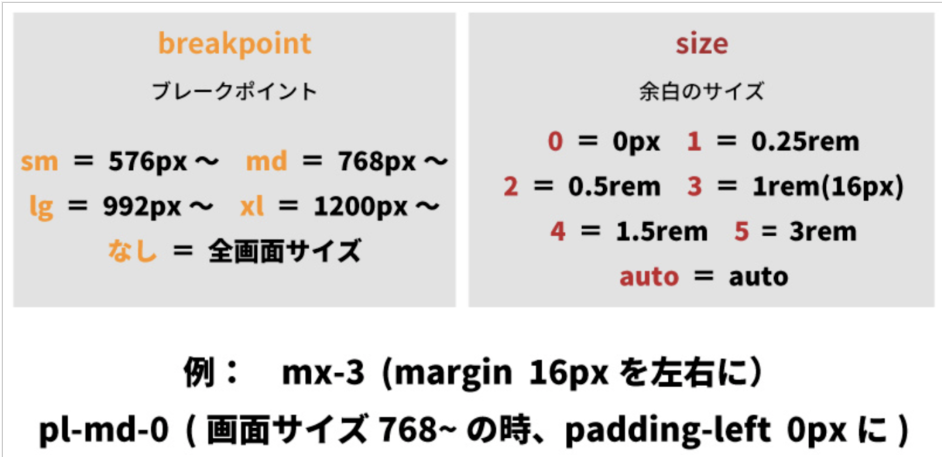 breakpoint
ブレークポイント
sm = 576px ～ md = 768px ～
lg = 992px ～ xl = 1200px ～
なし = 全画面サイズ
size
余白のサイズ
0 = 0px 1 = 0.25rem
2 = 0.5rem 3 = 1rem(16px)
4 = 1.5rem 5 = 3rem
auto = auto
例： mx-3 (margin 16px を左右に）
pl-md-0 ( 画面サイズ 768~ の時、padding-left 0px に )